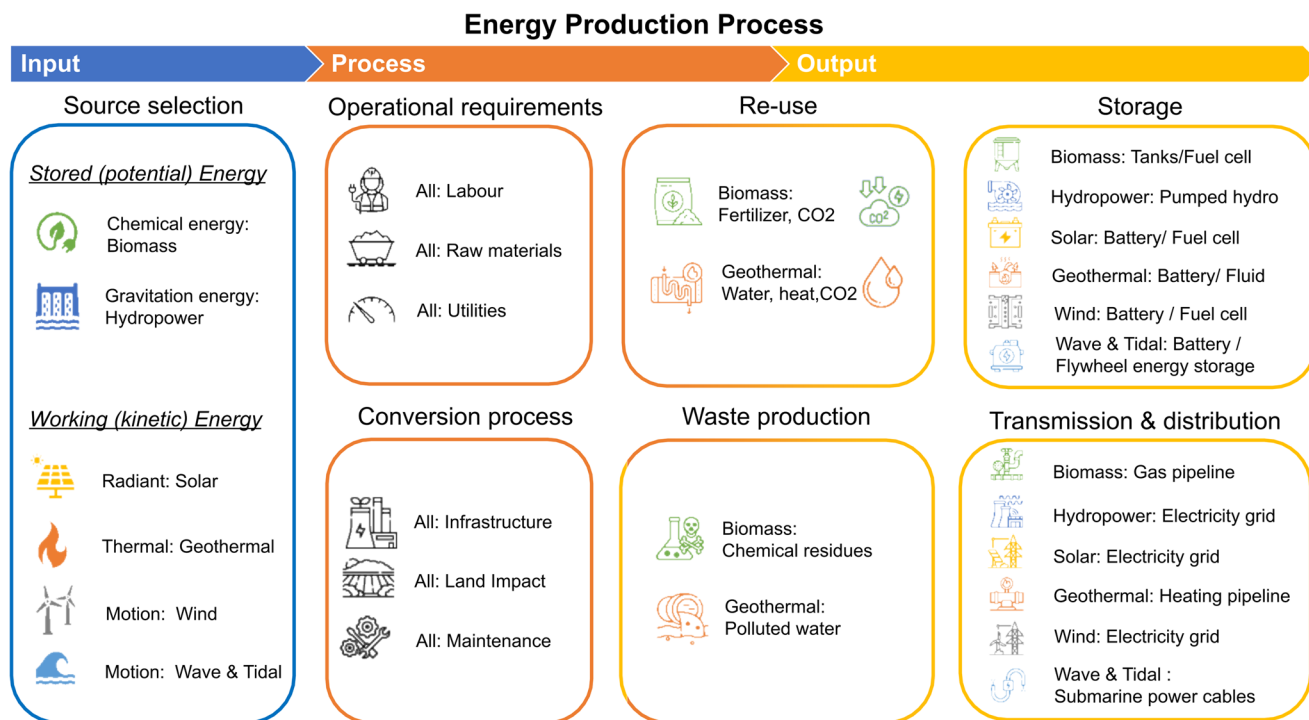 Energy Production Process
Input
Process
Output
Source selection
Stored (potential) Energy
Chemical energy:
Biomass
Gravitation energy:
Hydropower
Working (kinetic) Energy
Radiant: Solar
Thermal: Geothermal
Motion: Wind
Motion: Wave & Tidal
Operational requirements
All: Labour
All: Raw materials
All: Utilities
Conversion process
All: Infrastructure
All: Land Impact
All: Maintenance
Re-use
Biomass:
Fertilizer, CO2
CO²
Geothermal:
Water, heat,CO2
Waste production
Biomass:
Chemical residues
Geothermal:
Polluted water
Storage
Biomass: Tanks/Fuel cell
Hydropower: Pumped hydro
Solar: Battery/ Fuel cell
Geothermal: Battery/ Fluid
Wind: Battery / Fuel cell
Wave & Tidal: Battery /
Flywheel energy storage
Transmission & distribution
Biomass: Gas pipeline
Hydropower: Electricity grid
Solar: Electricity grid
Geothermal: Heating pipeline
Wind: Electricity grid
Wave & Tidal :
Submarine power cables